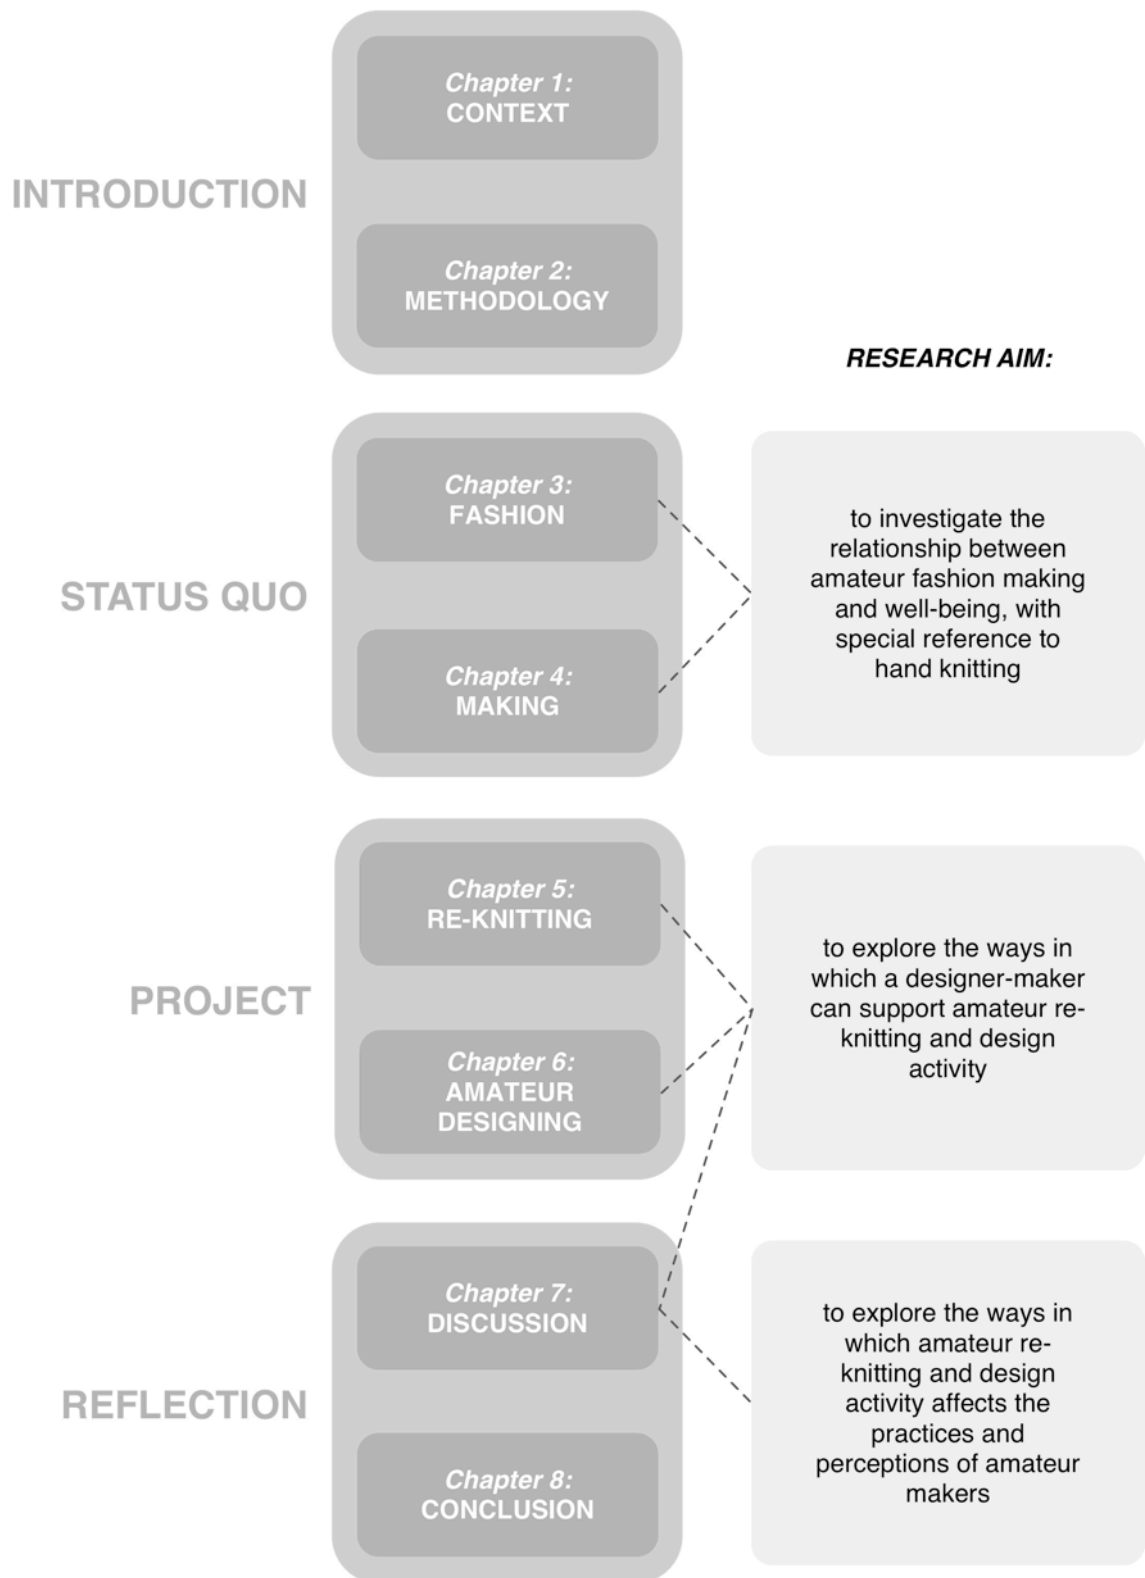 INTRODUCTION
Chapter 1:
CONTEXT
Chapter 2:
METHODOLOGY
RESEARCH AIM:
STATUS QUO
Chapter 3:
FASHION
Chapter 4:
MAKING
to investigate the
relationship between
amateur fashion making
and well-being, with
special reference to
hand knitting
PROJECT
Chapter 5:
RE-KNITTING
Chapter 6:
AMATEUR
DESIGNING
to explore the ways in
which a designer-maker
can support amateur re-
knitting and design
activity
REFLECTION
Chapter 7:
DISCUSSION
Chapter 8:
CONCLUSION
to explore the ways in
which amateur re-
knitting and design
activity affects the
practices and
perceptions of amateur
makers